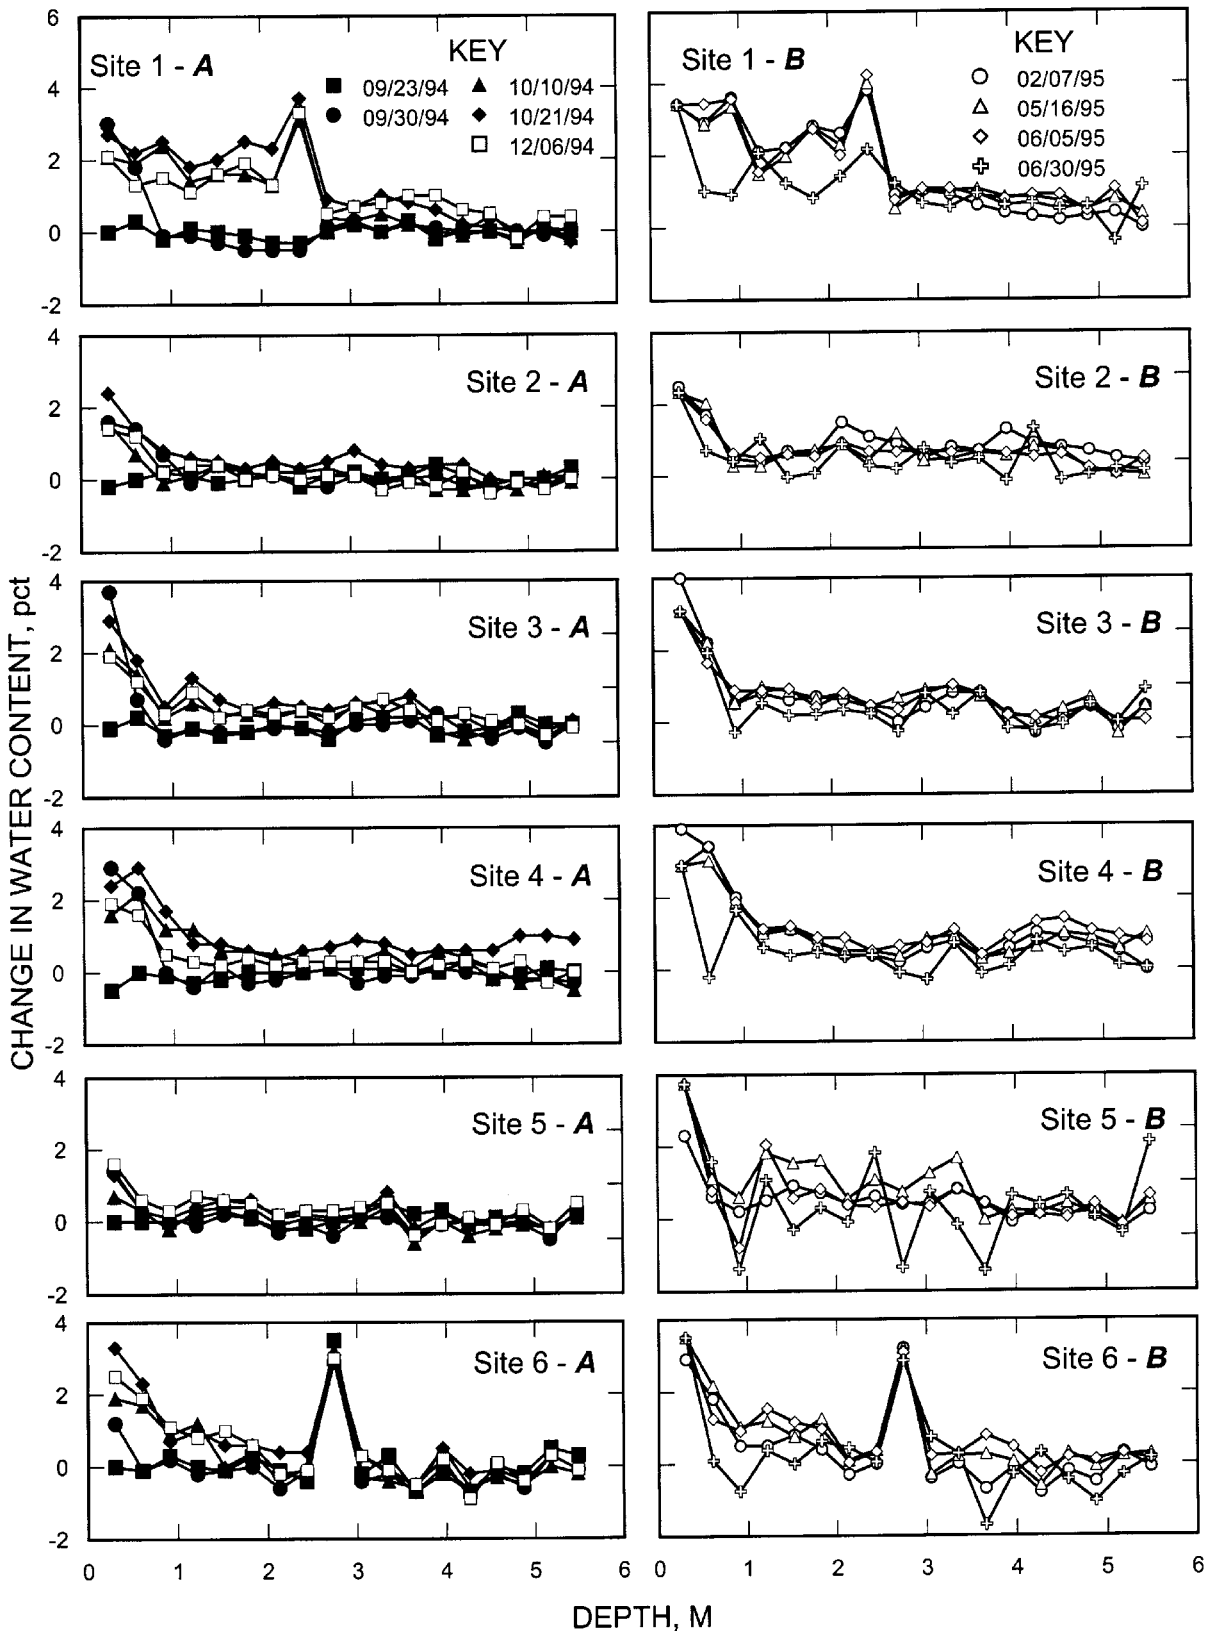 6
4
2
0
-2
Site 1 - A
KEY
09/23/94
10/10/94
09/30/94
10/21/94
12/06/94
Site 1 - B
KEY
02/07/95
05/16/95
06/05/95
06/30/95
4
2
0
-2
Site 2 - A
Site 2 - B
4
2
0
-2
Site 3 - A
Site 3 - B
4
2
0
-2
Site 4 - A
Site 4 - B
4
2
0
-2
Site 5 - A
Site 5 - B
4
2
0
-2
Site 6 - A
Site 6 - B
CHANGE IN WATER CONTENT, pct
0 1 2 3 4 5 6
0 1 2 3 4 5 6
DEPTH, M